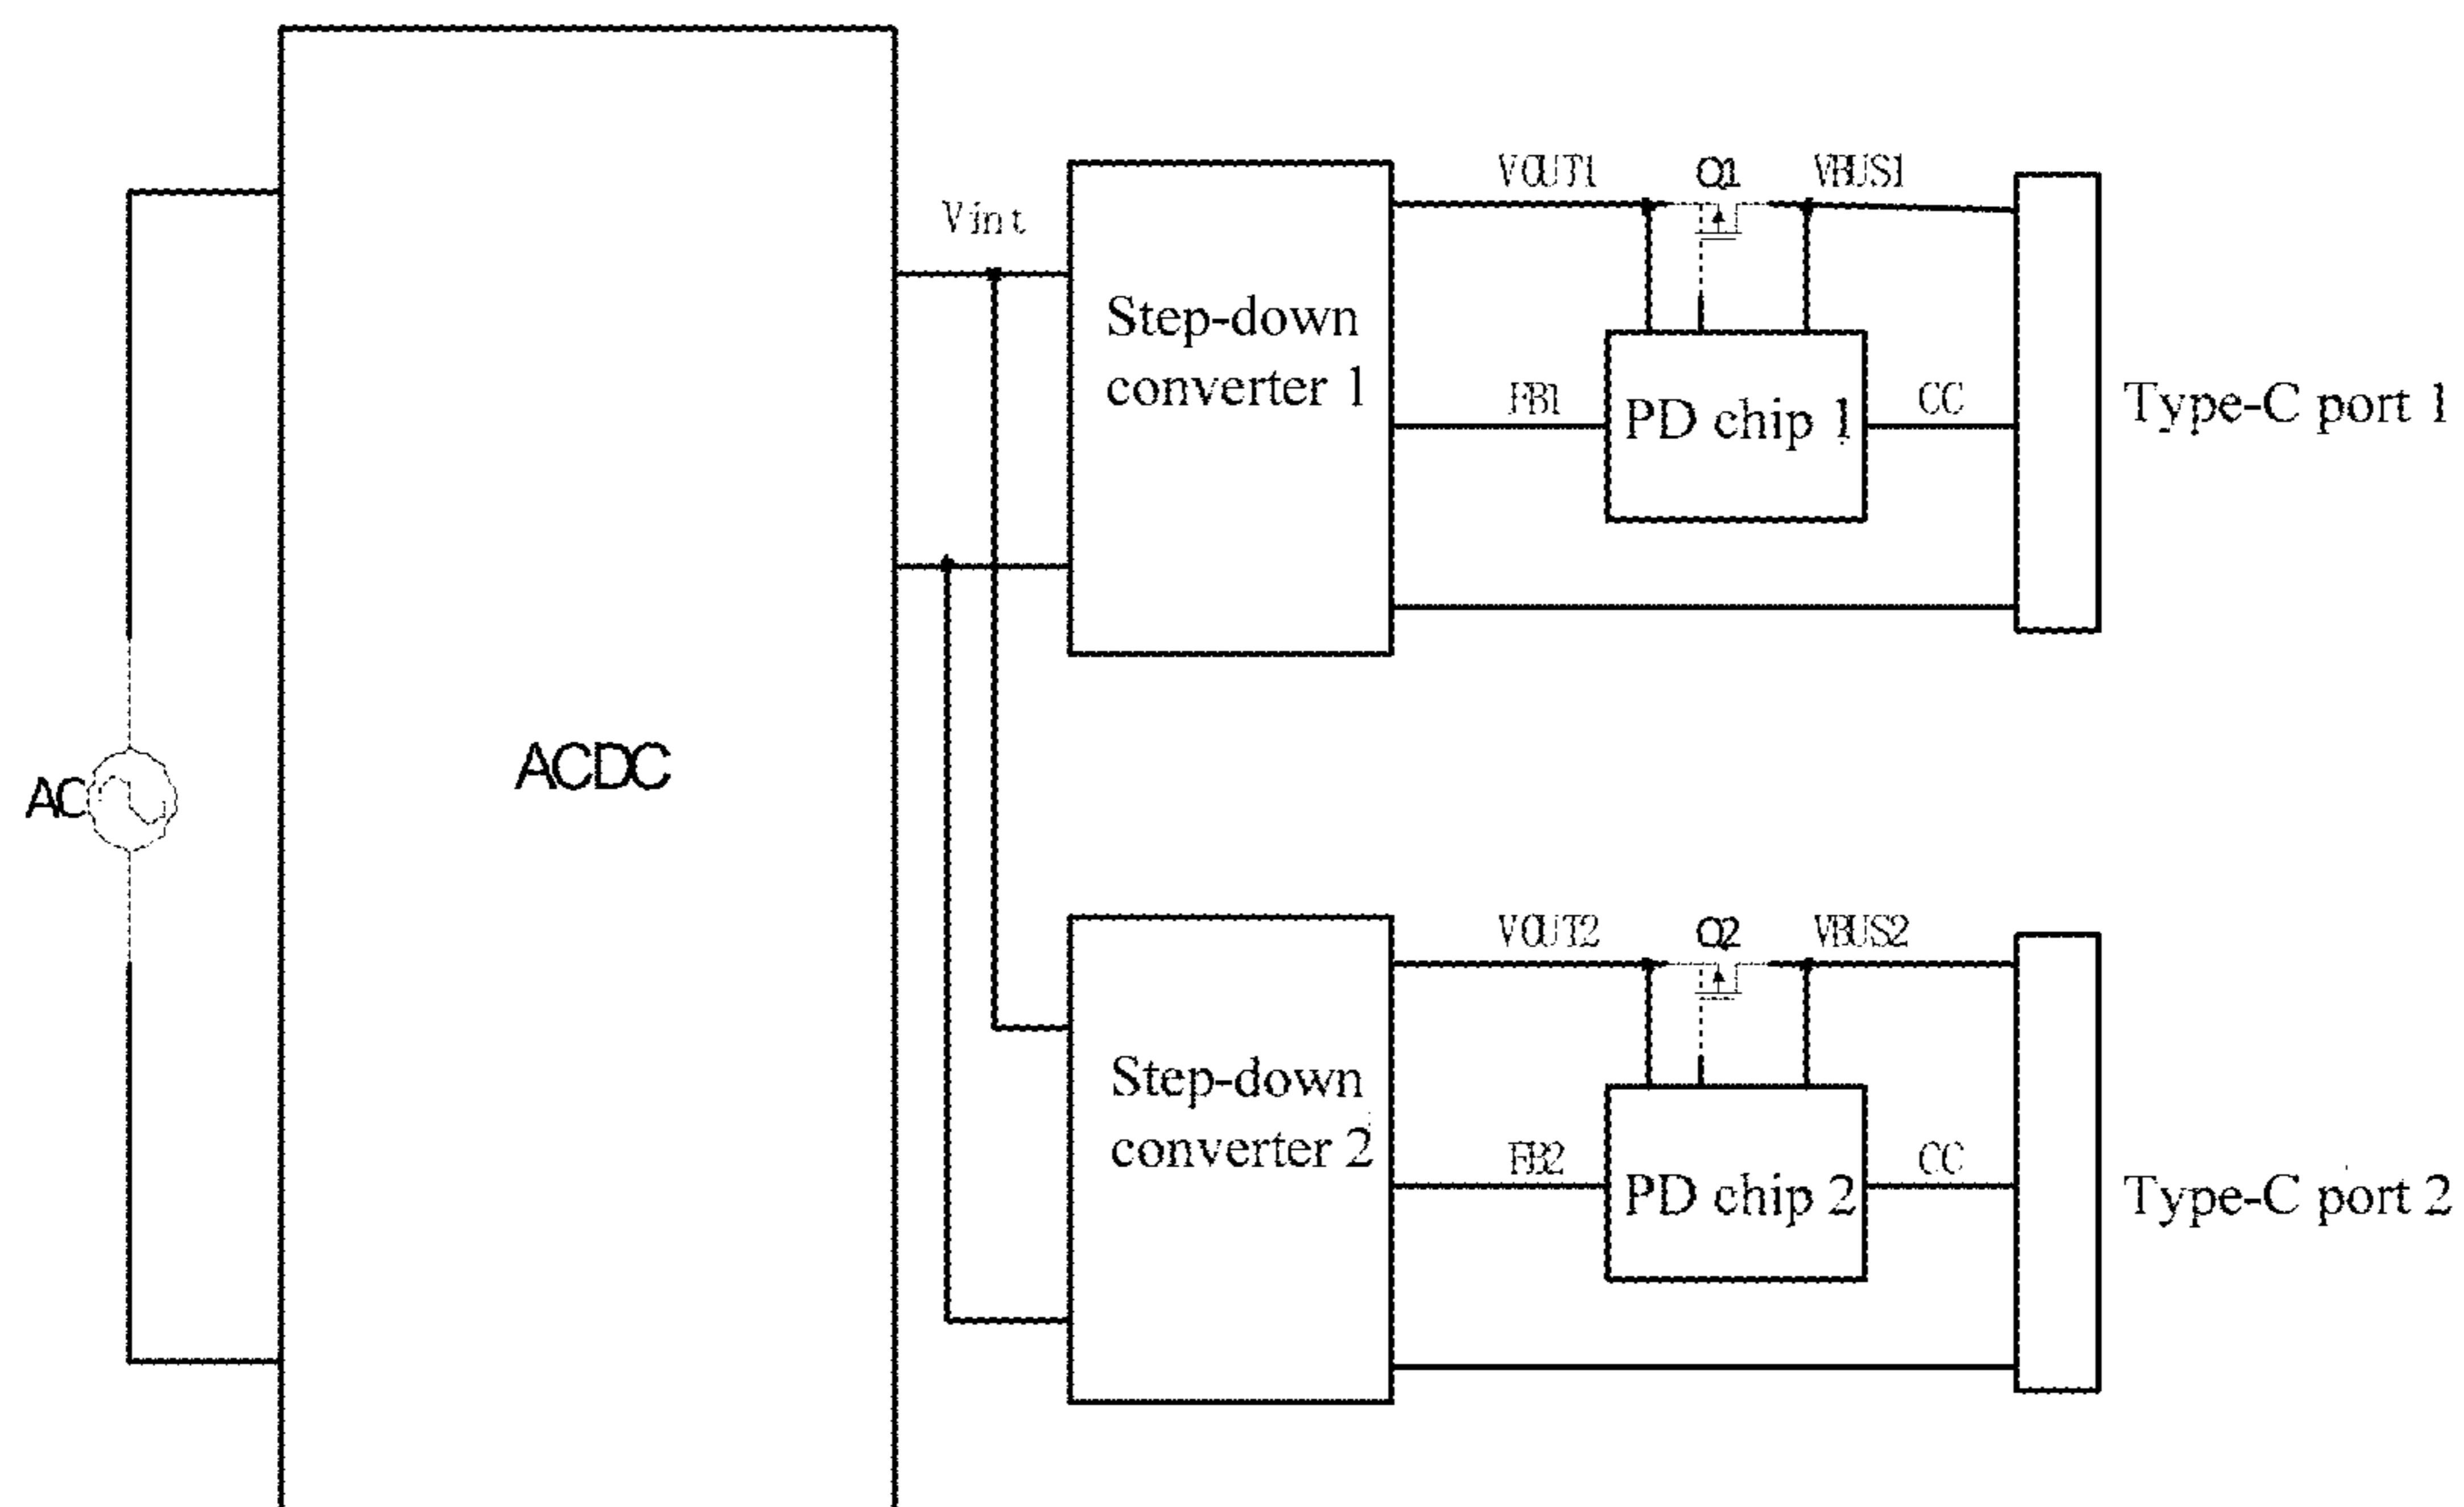 AC
ACDC
Vint
Step-down
converter 1
VOUT1
Q1
VBUS1
FB1
PD chip 1
CC
Type-C port 1
Step-down
converter 2
VOUT2
Q2
VBUS2
FB2
PD chip 2
CC
Type-C port 2